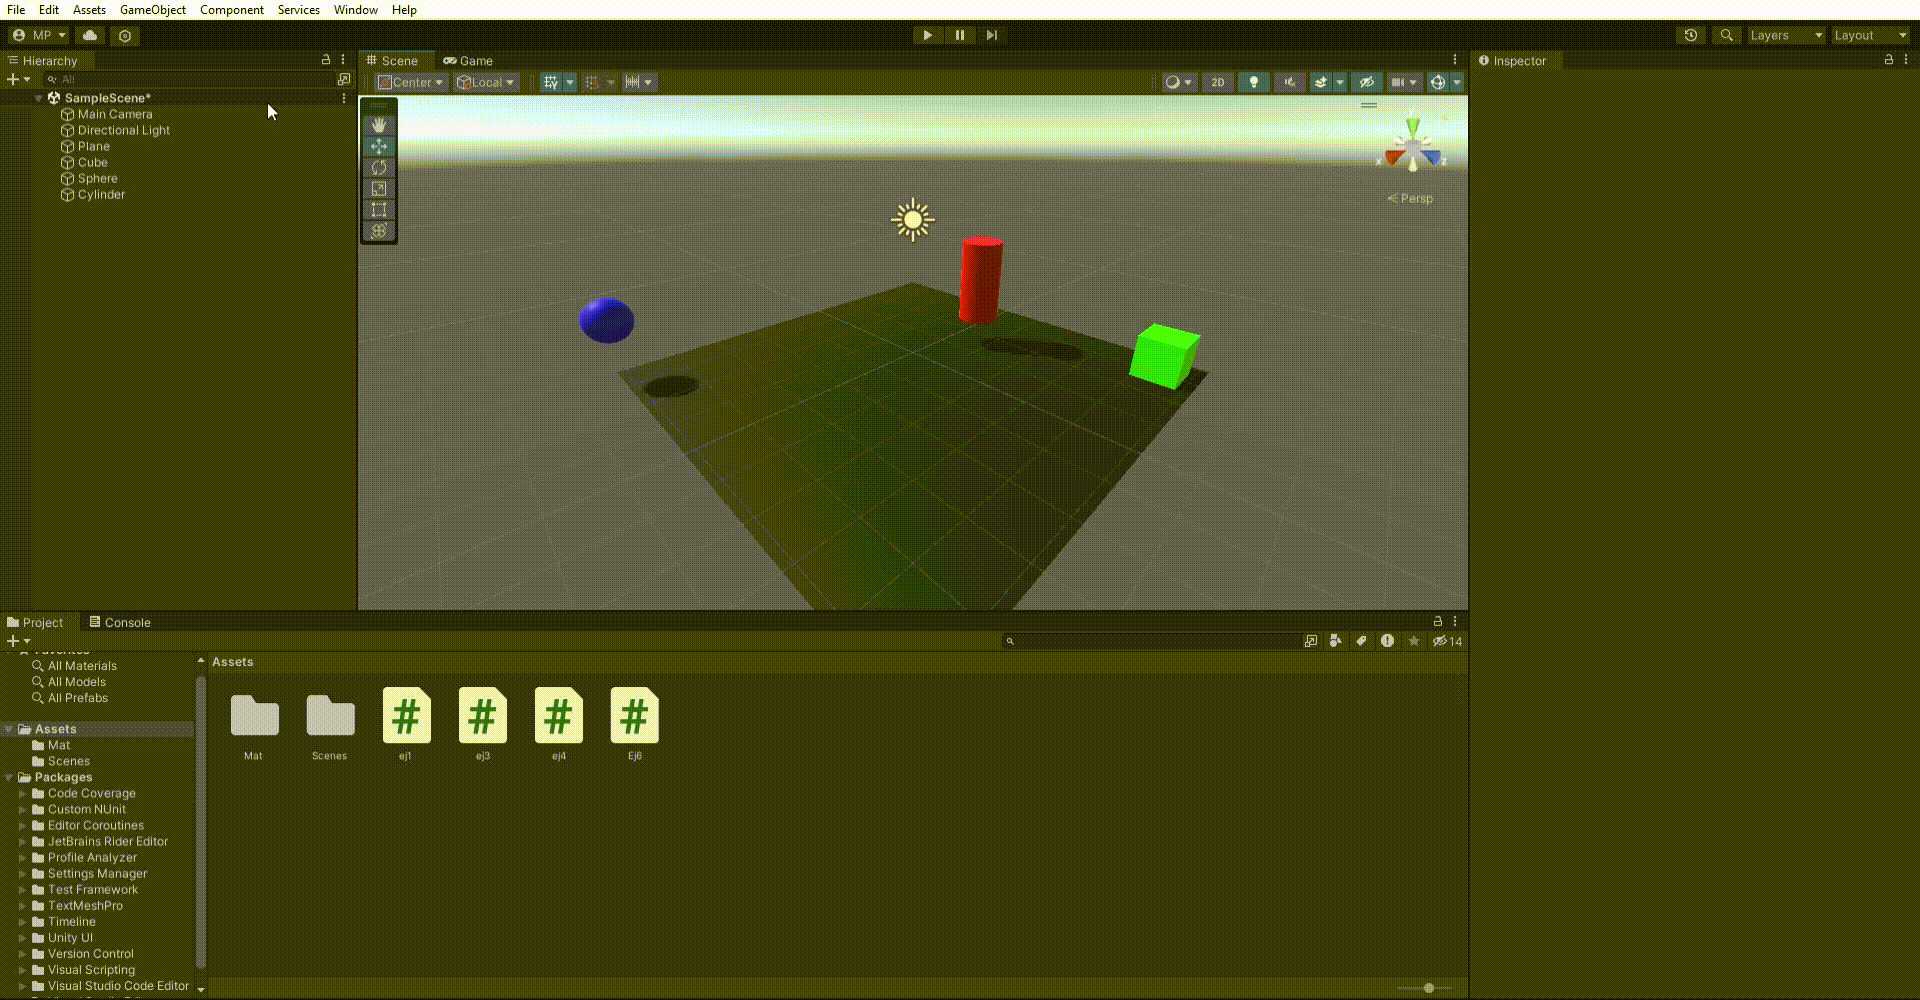 File Edit Assets GameObject Component Services Window Help
MP Layers Layout
Hierarchy
All
SampleScene*
Main Camera
Directional Light
Plane
Cube
Sphere
Cylinder
Scene Game
Center Local 2D
x z
Persp
Inspector
Project Console
14
Favorites
All Materials
All Models
All Prefabs
Assets
Mat
Scenes
Packages
Code Coverage
Custom NUnit
Editor Coroutines
JetBrains Rider Editor
Profile Analyzer
Settings Manager
Test Framework
TextMeshPro
Timeline
Unity UI
Version Control
Visual Scripting
Visual Studio Code Editor
Assets
Mat Scenes ej1 ej3 ej4 Ej6